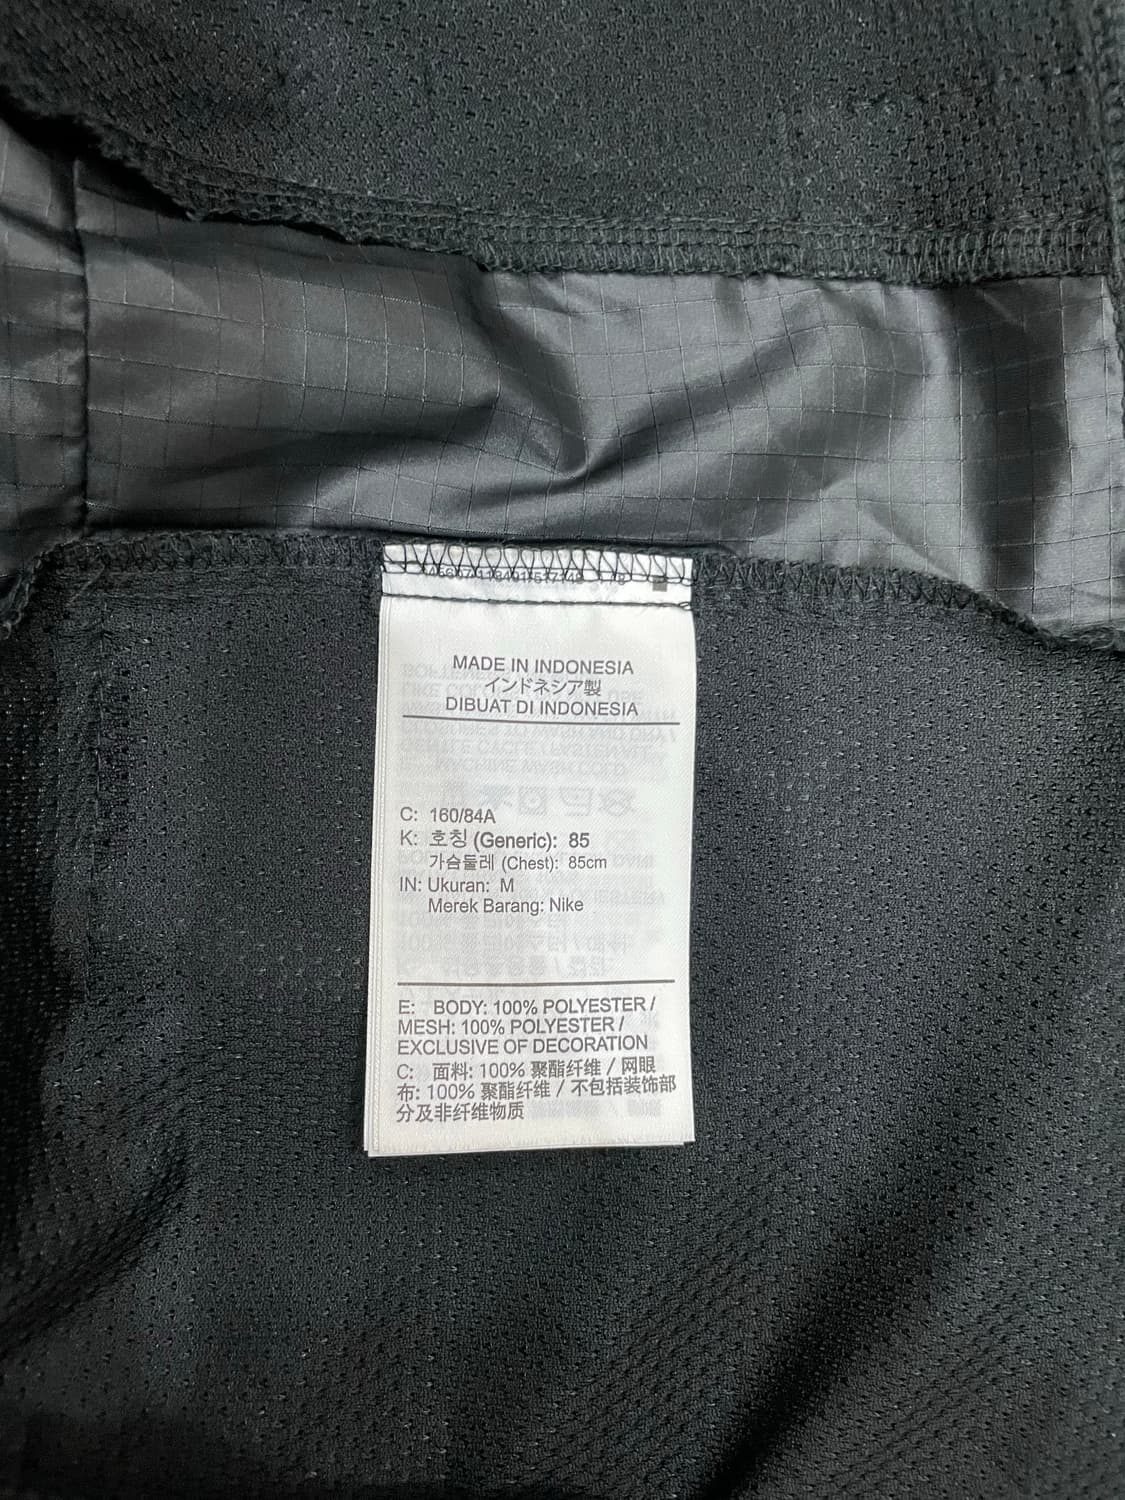 MADE IN INDONESIA
インドネシア製
DIBUAT DI INDONESIA
C: 160/84A
K: 호칭 (Generic): 85
가슴둘레 (Chest): 85cm
IN: Ukuran: M
Merek Barang: Nike
E: BODY: 100% POLYESTER /
MESH: 100% POLYESTER /
EXCLUSIVE OF DECORATION
C: 面料: 100% 聚酯纤维 / 网眼
布: 100% 聚酯纤维 / 不包括装饰部
分及非纤维物质